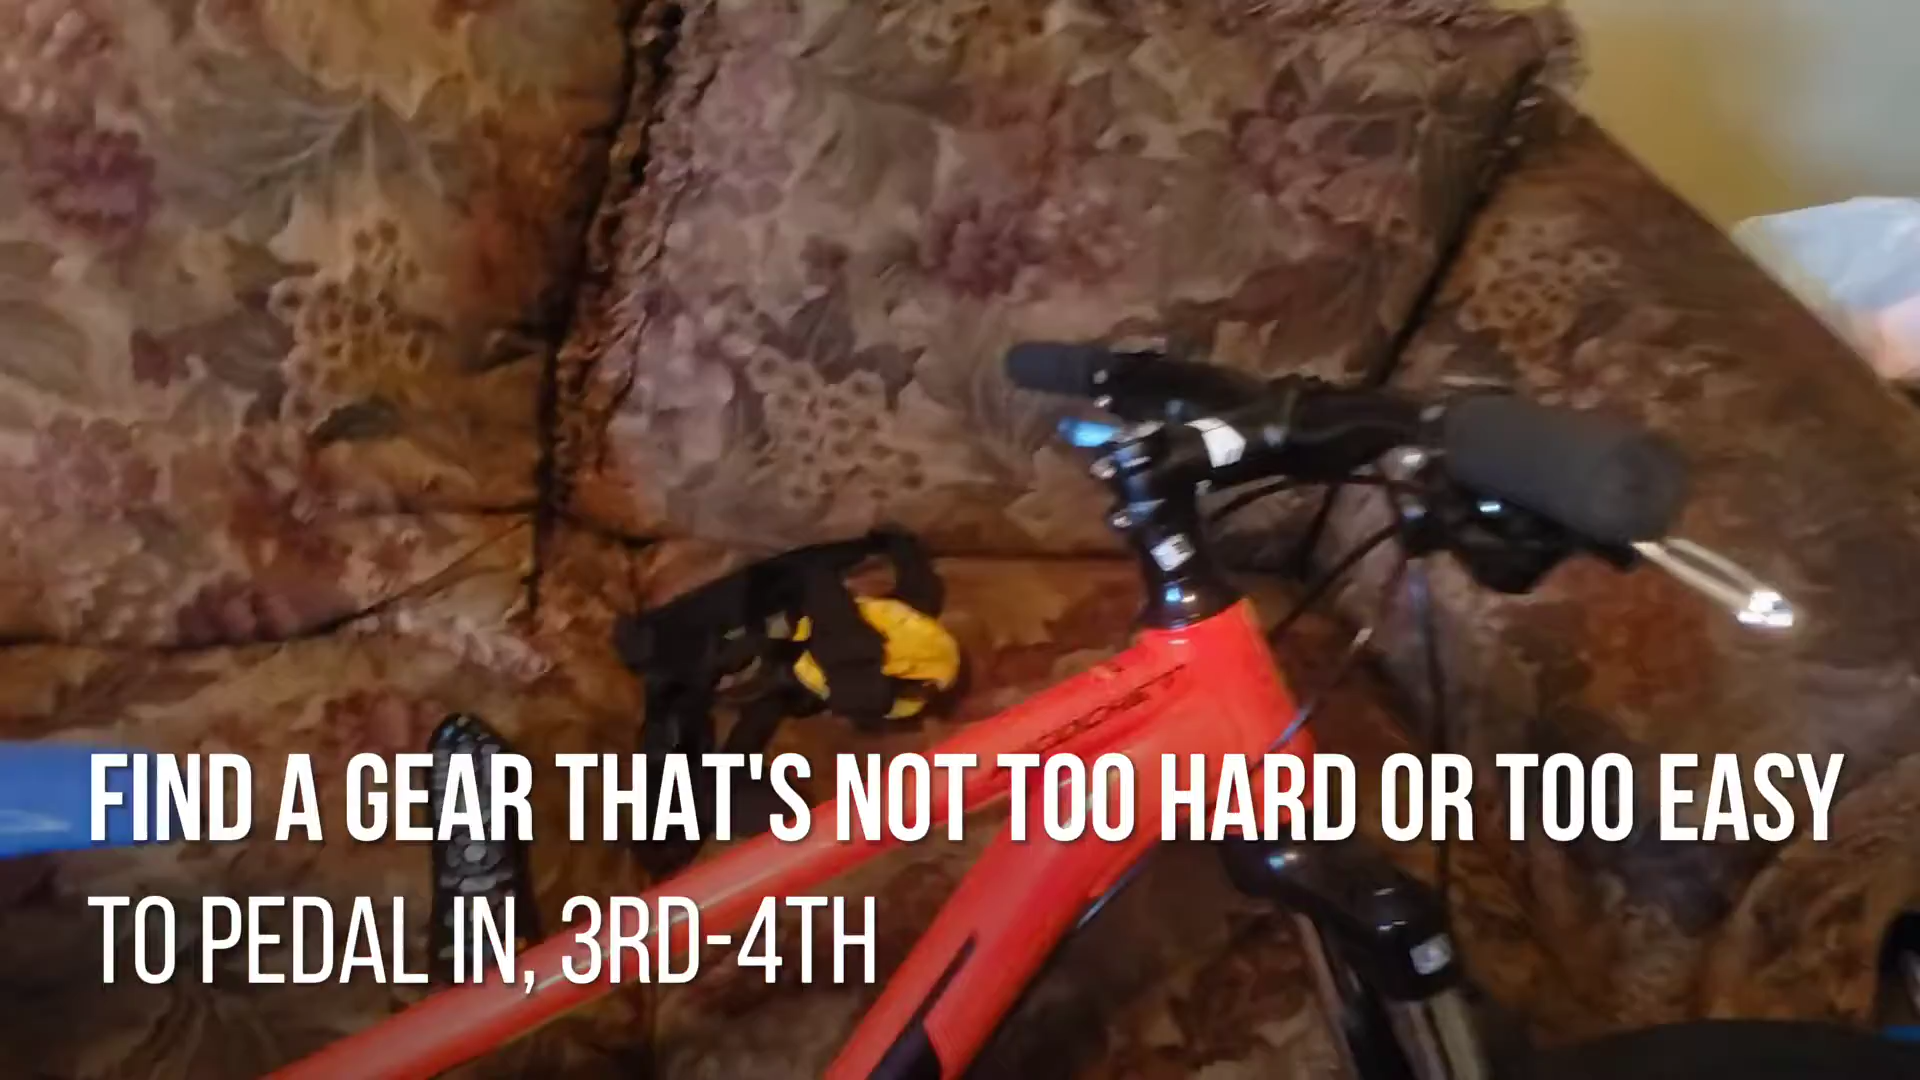 FIND A GEAR THAT'S NOT TOO HARD OR TOO EASY
TO PEDAL IN, 3RD-4TH